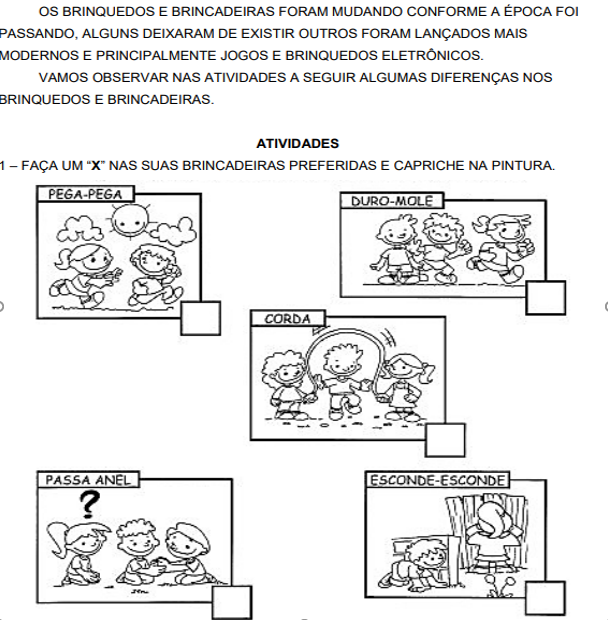 OS BRINQUEDOS E BRINCADEIRAS FORAM MUDANDO CONFORME A ÉPOCA FOI
PASSANDO, ALGUNS DEIXARAM DE EXISTIR OUTROS FORAM LANÇADOS MAIS
MODERNOS E PRINCIPALMENTE JOGOS E BRINQUEDOS ELETRÔNICOS.
VAMOS OBSERVAR NAS ATIVIDADES A SEGUIR ALGUMAS DIFERENÇAS NOS
BRINQUEDOS E BRINCADEIRAS.
ATIVIDADES
1 – FAÇA UM “X” NAS SUAS BRINCADEIRAS PREFERIDAS E CAPRICHE NA PINTURA.
PEGA-PEGA
DURO-MOLE
CORDA
PASSA ANEL
?
ESCONDE-ESCONDE